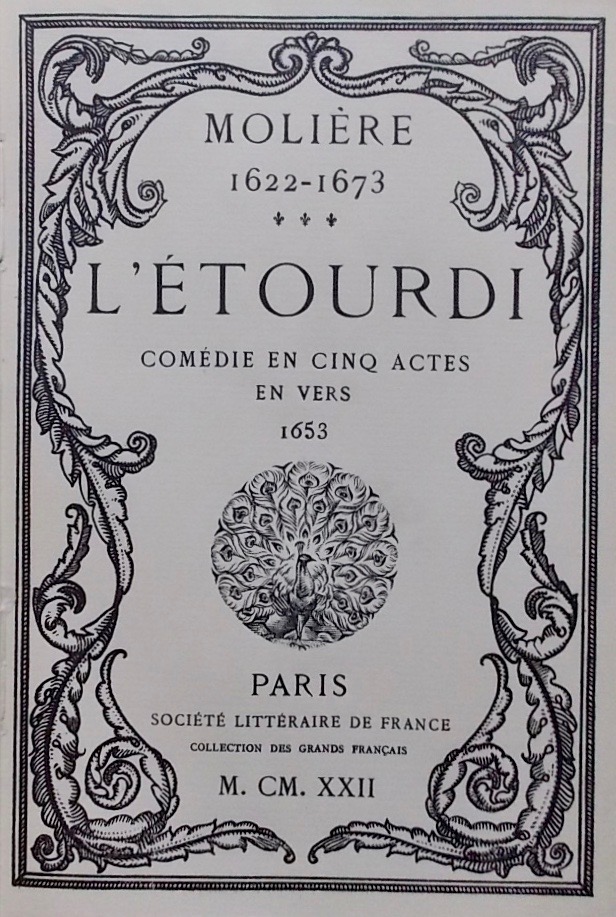 MOLIÈRE
1622-1673
L'ÉTOURDI
COMÉDIE EN CINQ ACTES
EN VERS
1653
PARIS
SOCIÉTÉ LITTÉRAIRE DE FRANCE
COLLECTION DES GRANDS FRANÇAIS
M. CM. XXII